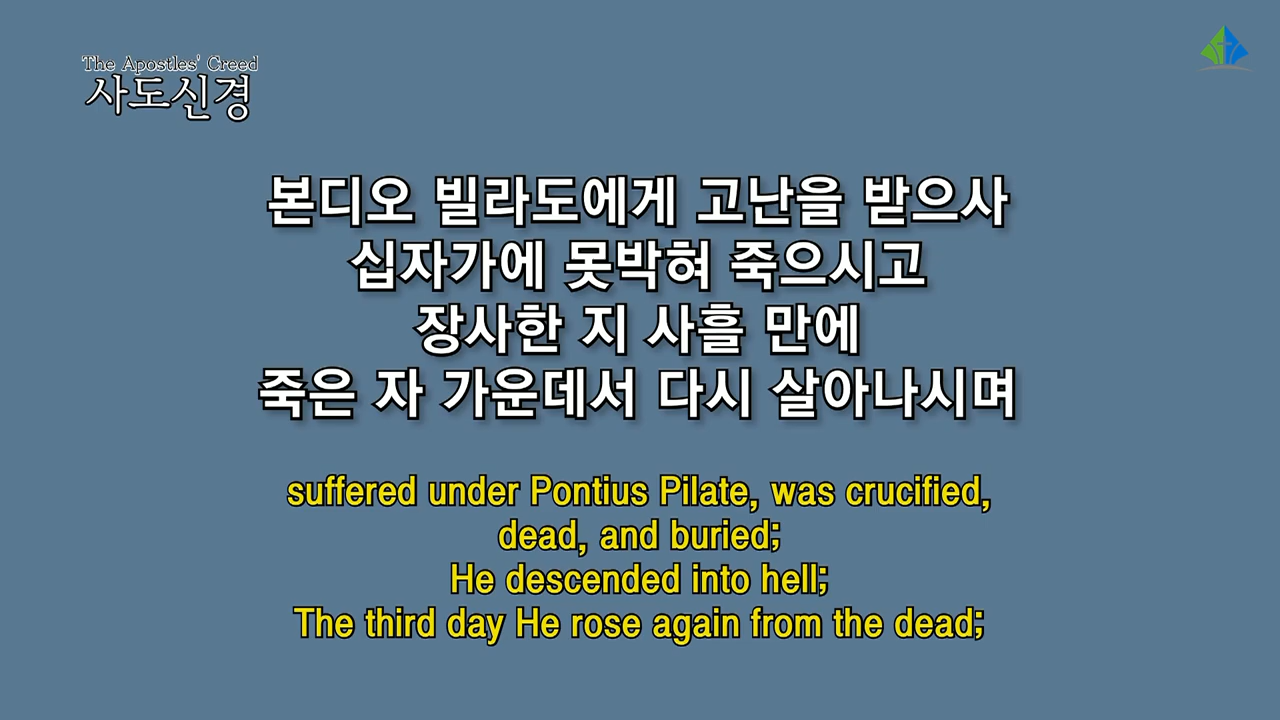 The Apostles' Creed
사도신경
본디오 빌라도에게 고난을 받으사
십자가에 못박혀 죽으시고
장사한 지 사흘 만에
죽은 자 가운데서 다시 살아나시며
suffered under Pontius Pilate, was crucified,
dead, and buried;
He descended into hell;
The third day He rose again from the dead;